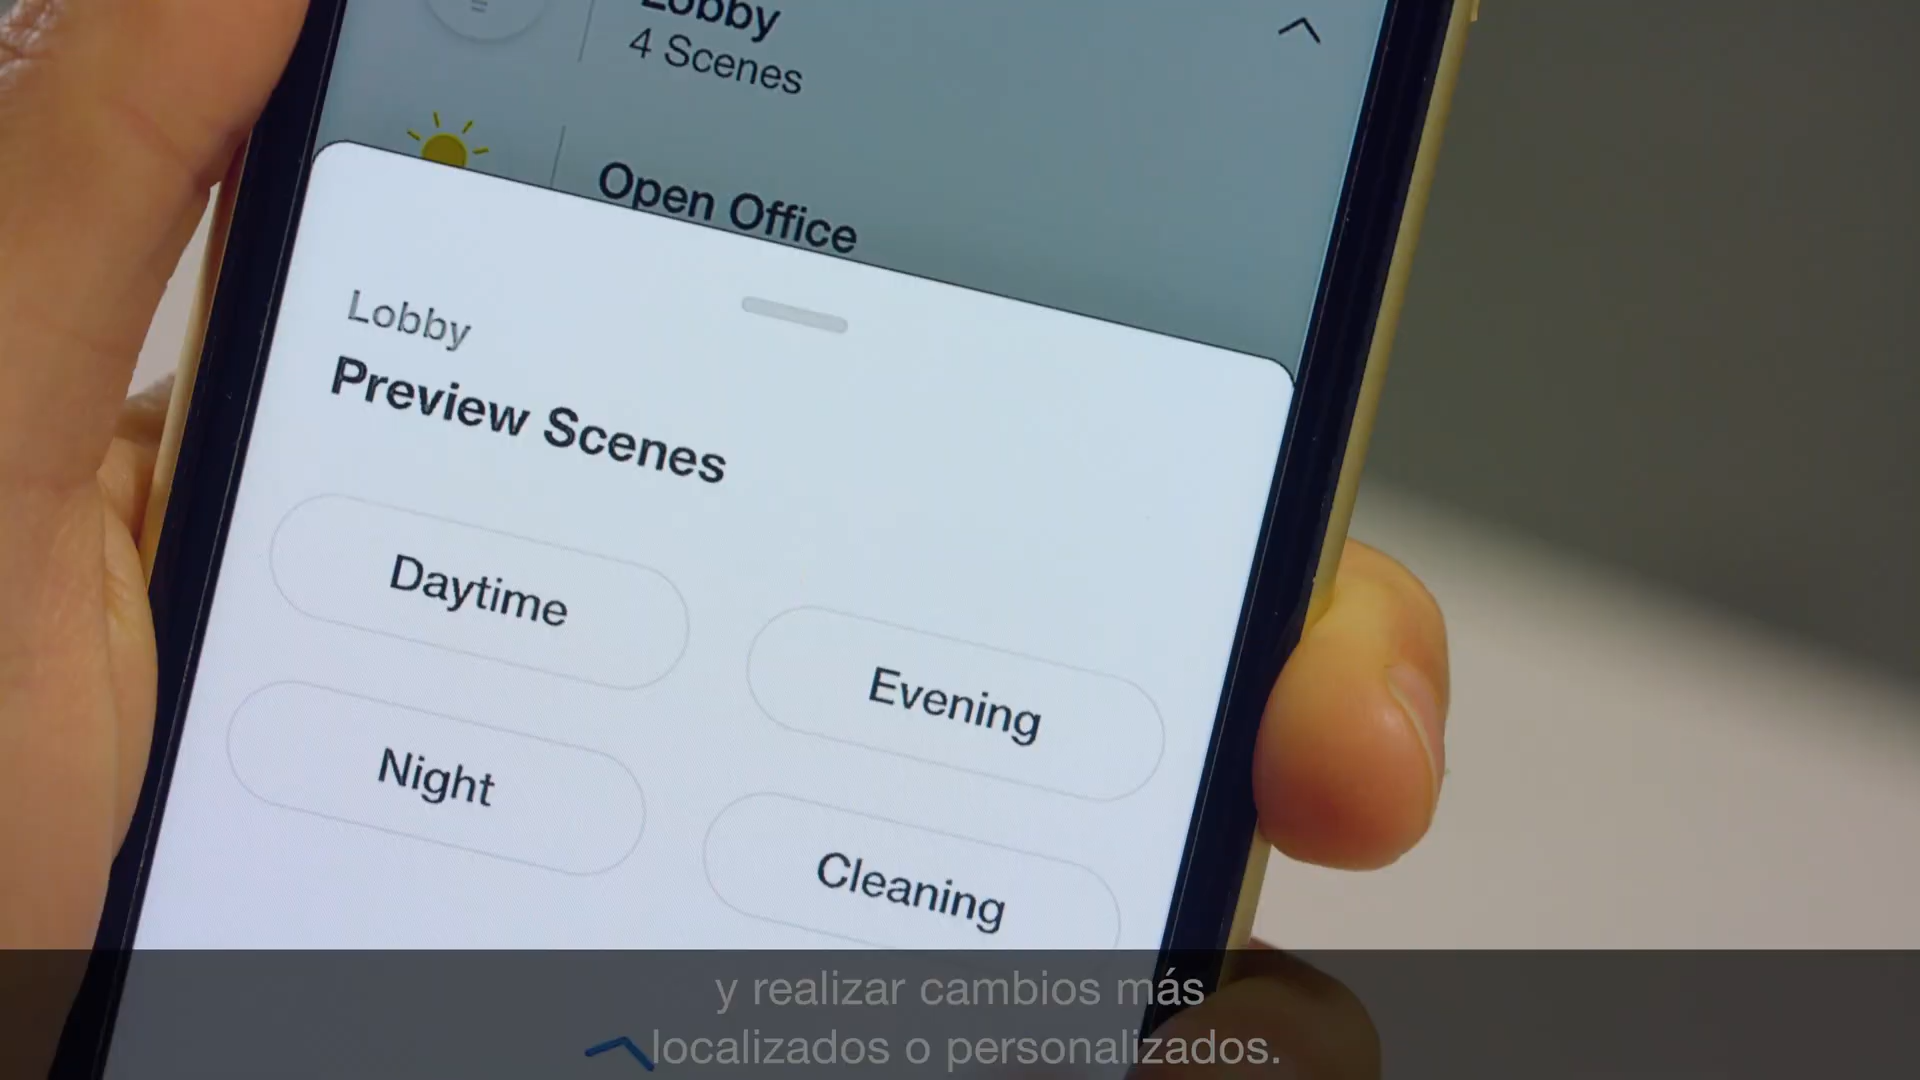 Lobby
4 Scenes
Open Office
Lobby
Preview Scenes
Daytime
Evening
Night
Cleaning
y realizar cambios más
localizados o personalizados.